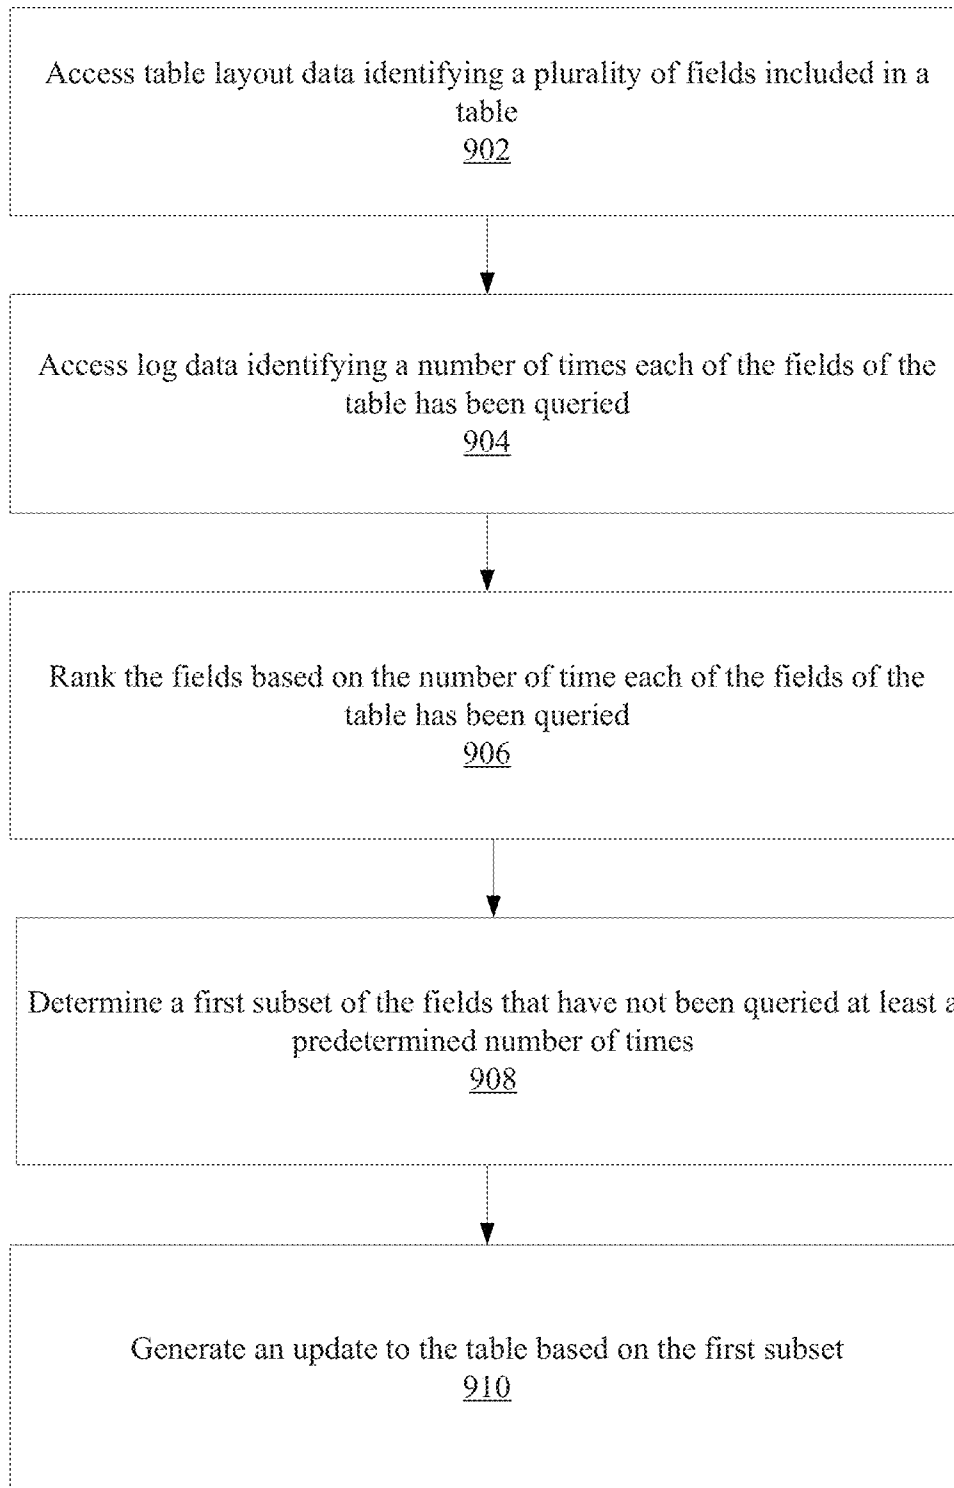 Access table layout data identifying a plurality of fields included in a
table
902
Access log data identifying a number of times each of the fields of the
table has been queried
904
Rank the fields based on the number of time each of the fields of the
table has been queried
906
Determine a first subset of the fields that have not been queried at least a
predetermined number of times
908
Generate an update to the table based on the first subset
910